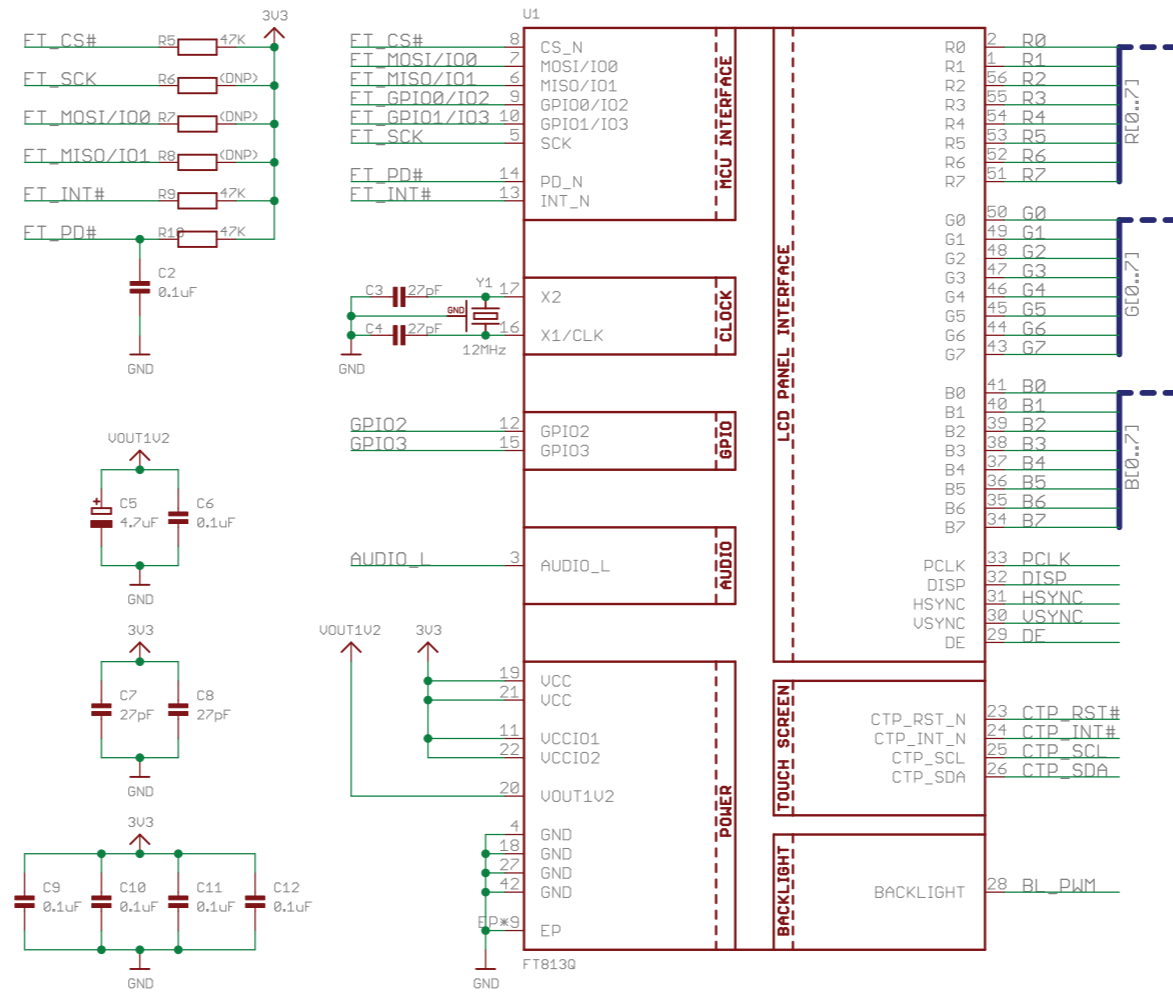 3V3
FT_CS# R5 47K
FT_SCK R6 (DNP)
FT_MOSI/IO0 R7 (DNP)
FT_MISO/IO1 R8 (DNP)
FT_INT# R9 47K
FT_PD# R10 47K
C2
0.1uF
GND
VOUT1V2
C5
4.7uF
C6
0.1uF
GND
3V3
C7
27pF
C8
27pF
GND
3V3
C9
0.1uF
C10
0.1uF
C11
0.1uF
C12
0.1uF
GND
U1
FT_CS# 8 CS_N
FT_MOSI/IO0 7 MOSI/IO0
FT_MISO/IO1 6 MISO/IO1
FT_GPIO0/IO2 9 GPIO0/IO2
FT_GPIO1/IO3 10 GPIO1/IO3
FT_SCK 5 SCK
FT_PD# 14 PD_N
FT_INT# 13 INT_N
MCU INTERFACE
C3 27pF Y1 17 X2
GND
C4 27pF 16 X1/CLK
12MHz
GND
CLOCK
GPIO2 12 GPIO2
GPIO3 15 GPIO3
GPIO
AUDIO_L 3 AUDIO_L
AUDIO
VOUT1V2 3V3
19 VCC
21 VCC
11 VCCIO1
22 VCCIO2
20 VOUT1V2
4 GND
18 GND
27 GND
42 GND
EP*9 EP
POWER
GND
FT813Q
LCD PANEL INTERFACE
R0 2 R0
R1 1 R1
R2 56 R2
R3 55 R3
R4 54 R4
R5 53 R5
R6 52 R6
R7 51 R7
R[0..7]
G0 50 G0
G1 49 G1
G2 48 G2
G3 47 G3
G4 46 G4
G5 45 G5
G6 44 G6
G7 43 G7
G[0..7]
B0 41 B0
B1 40 B1
B2 39 B2
B3 38 B3
B4 37 B4
B5 36 B5
B6 35 B6
B7 34 B7
B[0..7]
PCLK 33 PCLK
DISP 32 DISP
HSYNC 31 HSYNC
VSYNC 30 VSYNC
DE 29 DE
TOUCH SCREEN
CTP_RST_N 23 CTP_RST#
CTP_INT_N 24 CTP_INT#
CTP_SCL 25 CTP_SCL
CTP_SDA 26 CTP_SDA
BACKLIGHT
BACKLIGHT 28 BL_PWM